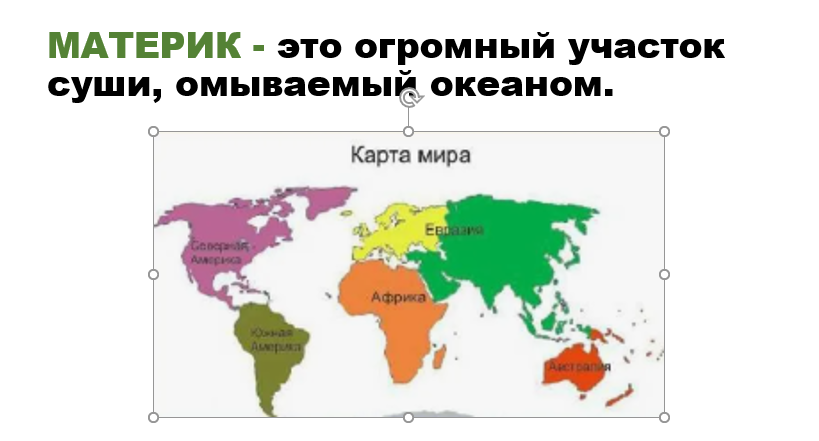 МАТЕРИК - это огромный участок
суши, омываемый океаном.
Карта мира
Северная
Америка
Евразия
Африка
Южная
Америка
Австралия